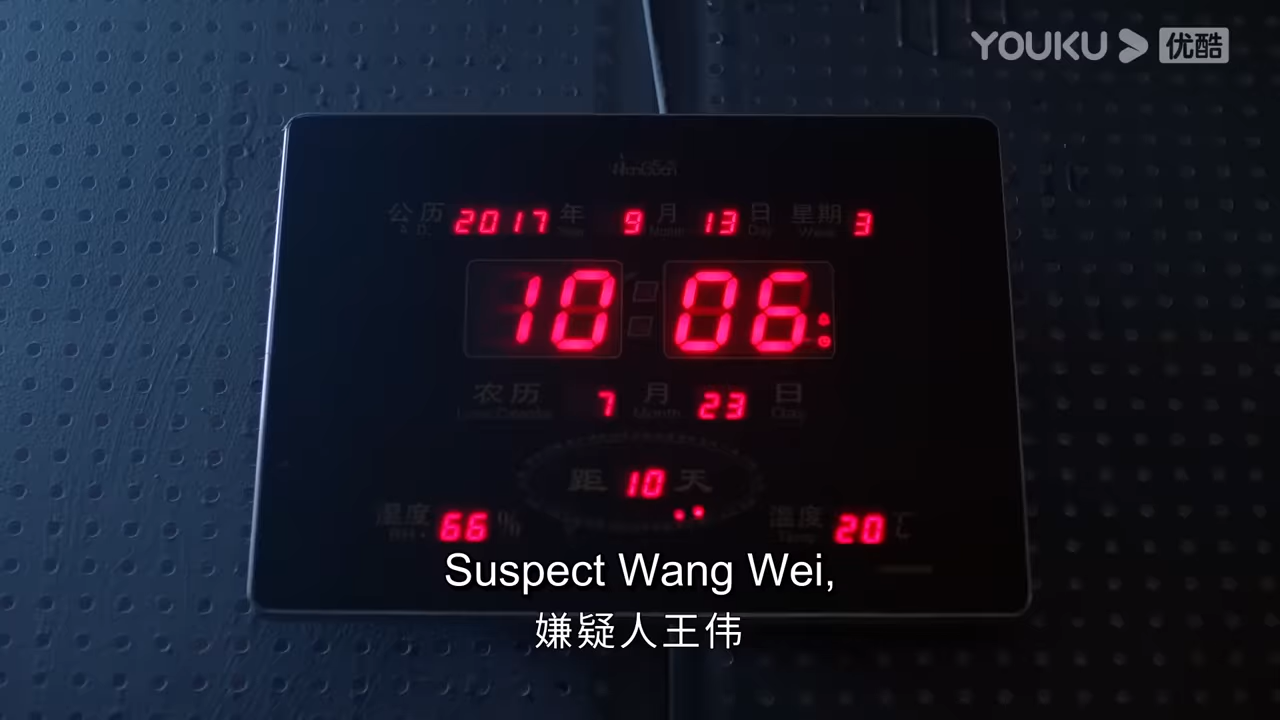 YOUKU 优酷
公历 2017 年 9 月 13 日 星期 3
10 06
农历 7 月 23 日
Month Day
距 10 天
湿度 66 % 温度 20 ℃
Suspect Wang Wei,
嫌疑人王伟